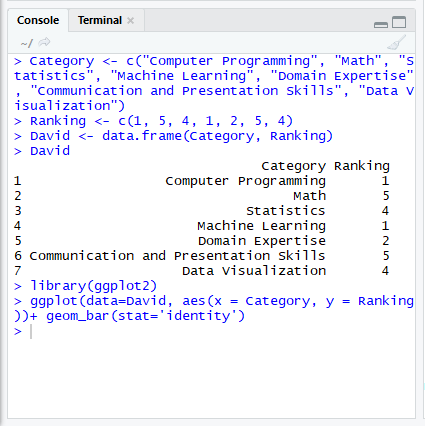 Console Terminal ×
~/
> Category <- c("Computer Programming", "Math", "S
tatistics", "Machine Learning", "Domain Expertise"
, "Communication and Presentation Skills", "Data V
isualization")
> Ranking <- c(1, 5, 4, 1, 2, 5, 4)
> David <- data.frame(Category, Ranking)
> David
                               Category Ranking
1                  Computer Programming       1
2                                  Math       5
3                            Statistics       4
4                      Machine Learning       1
5                      Domain Expertise       2
6 Communication and Presentation Skills       5
7                    Data Visualization       4
> library(ggplot2)
> ggplot(data=David, aes(x = Category, y = Ranking
))+ geom_bar(stat='identity')
>